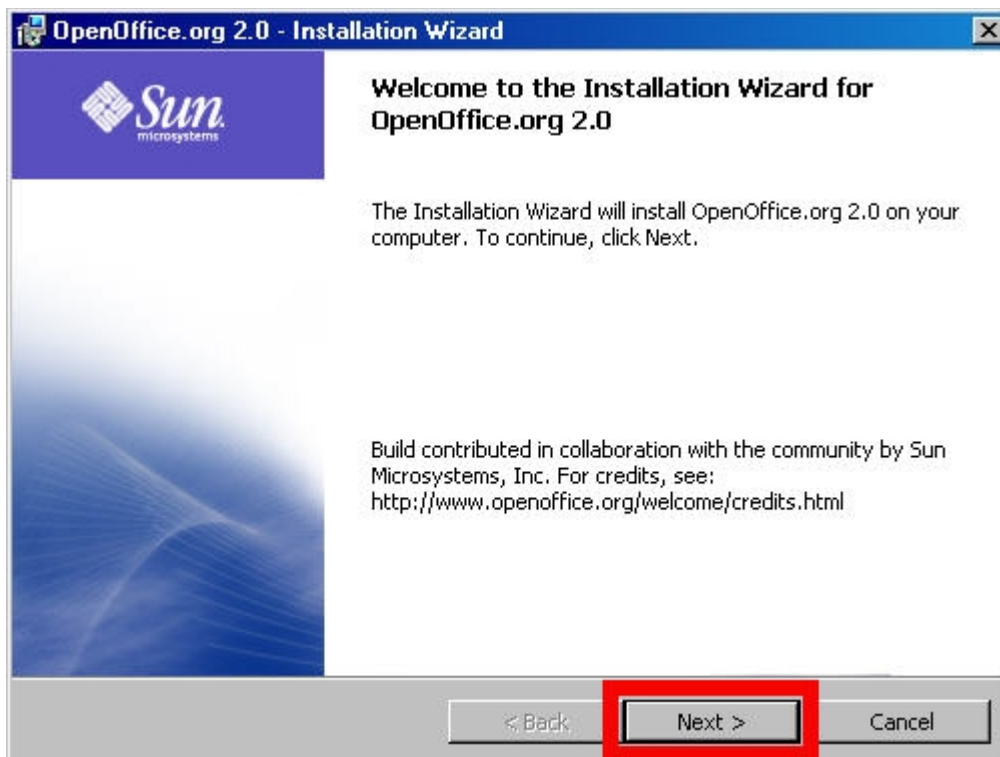 OpenOffice.org 2.0 - Installation Wizard
Sun
microsystems
Welcome to the Installation Wizard for
OpenOffice.org 2.0
The Installation Wizard will install OpenOffice.org 2.0 on your
computer. To continue, click Next.
Build contributed in collaboration with the community by Sun
Microsystems, Inc. For credits, see:
http://www.openoffice.org/welcome/credits.html
< Back Next > Cancel